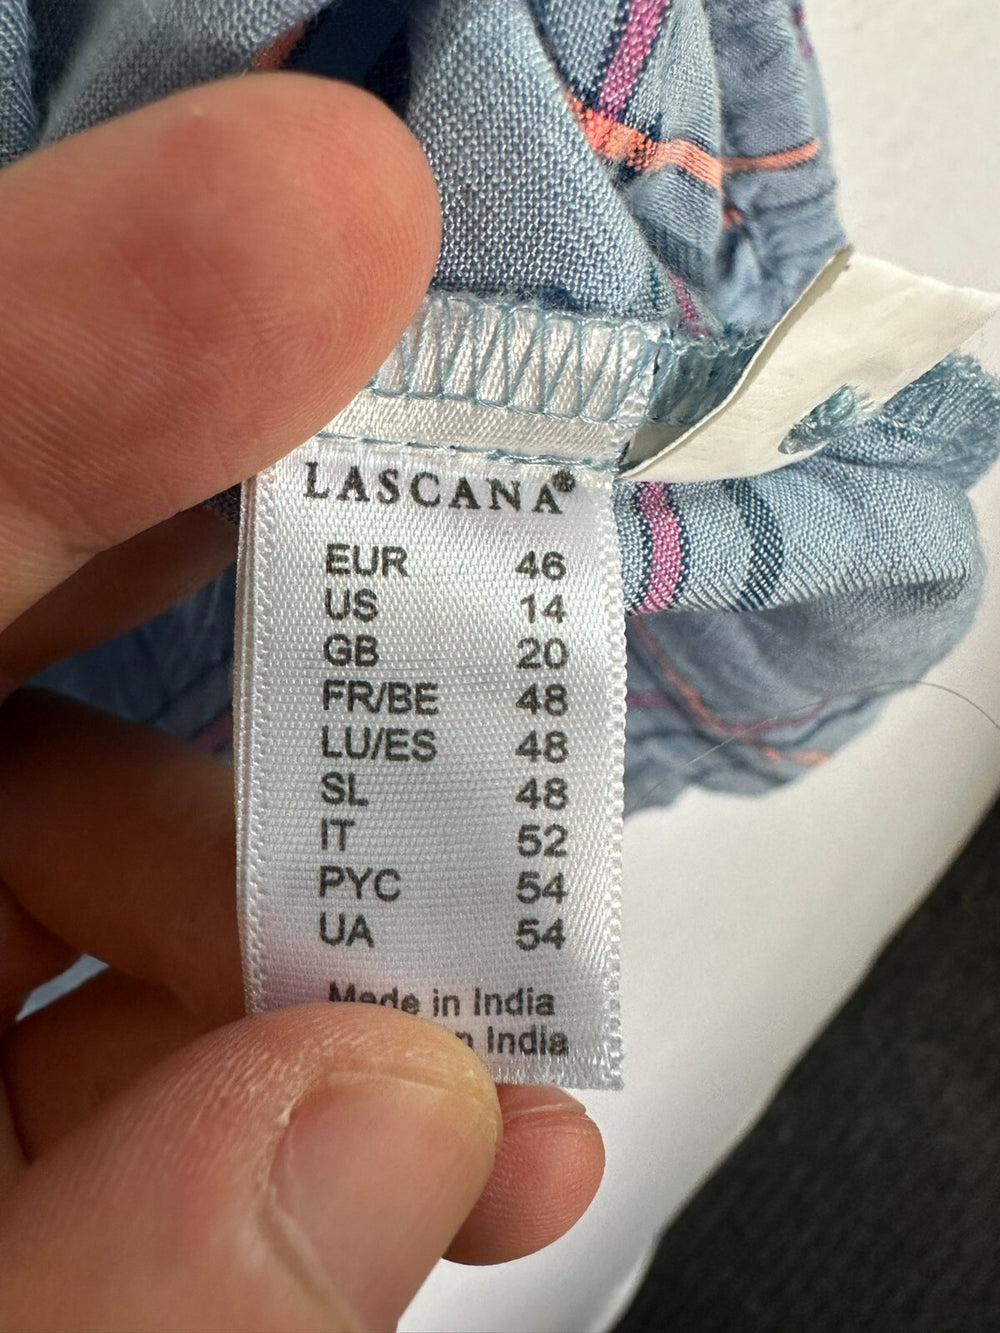 LASCANA®
EUR 46
US 14
GB 20
FR/BE 48
LU/ES 48
SL 48
IT 52
PYC 54
UA 54
Made in India
India